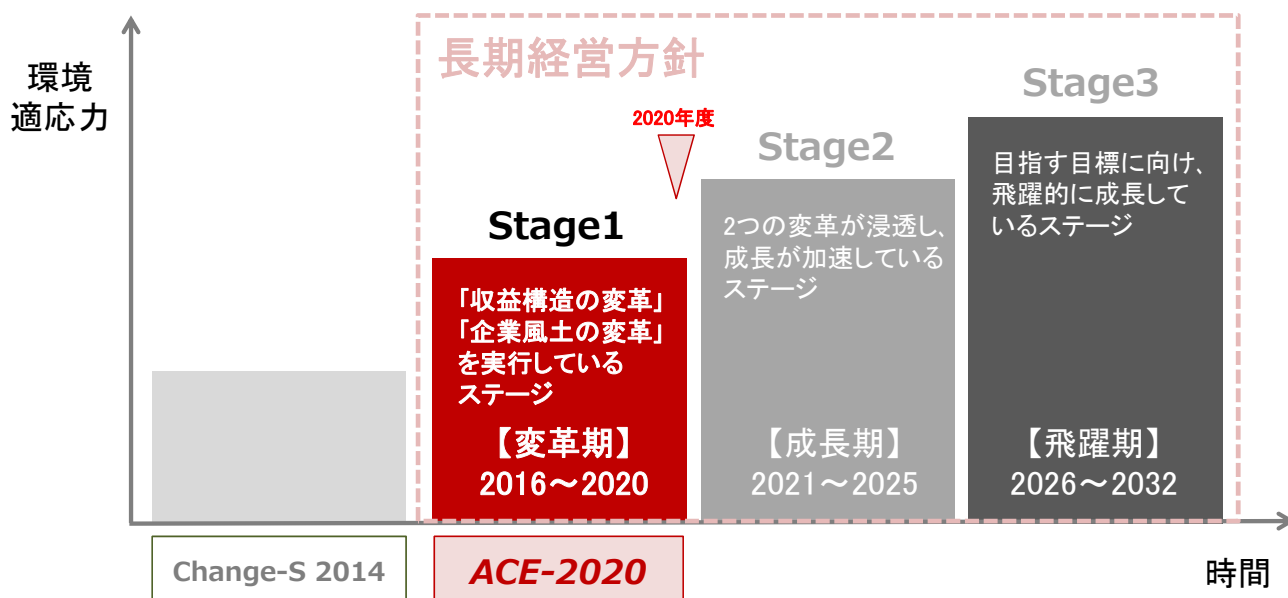 環境
適応力
長期経営方針
2020年度
Stage1
「収益構造の変革」
「企業風土の変革」
を実行している
ステージ
【変革期】
2016～2020
Stage2
2つの変革が浸透し、
成長が加速している
ステージ
【成長期】
2021～2025
Stage3
目指す目標に向け、
飛躍的に成長して
いるステージ
【飛躍期】
2026～2032
Change-S 2014
ACE-2020
時間